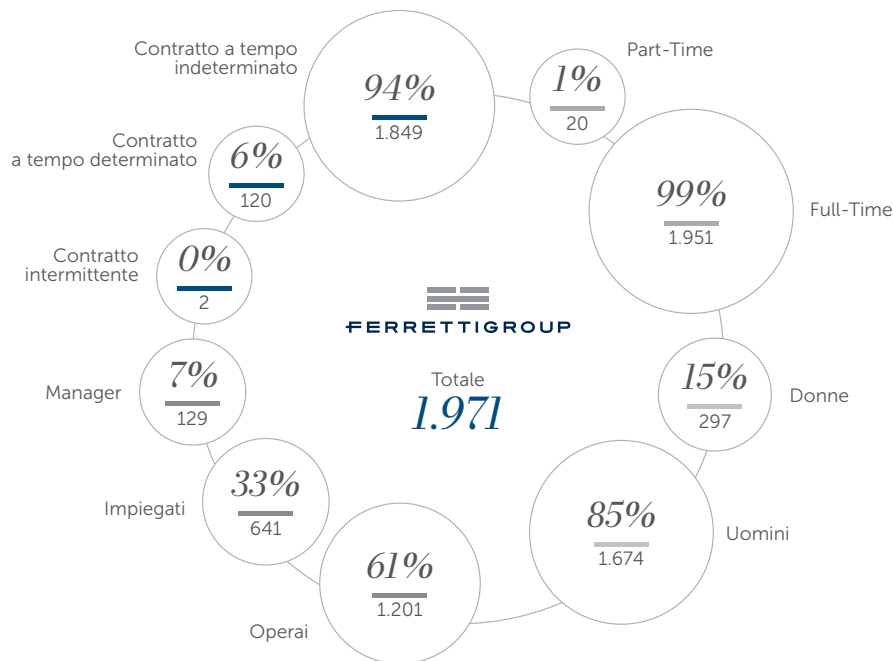 Contratto a tempo
indeterminato
94%
1.849
Part-Time
1%
20
Full-Time
99%
1.951
Donne
15%
297
Uomini
85%
1.674
Operai
61%
1.201
Impiegati
33%
641
Manager
7%
129
Contratto
intermittente
0%
2
Contratto
a tempo determinato
6%
120
FERRETTIGROUP
Totale
1.971